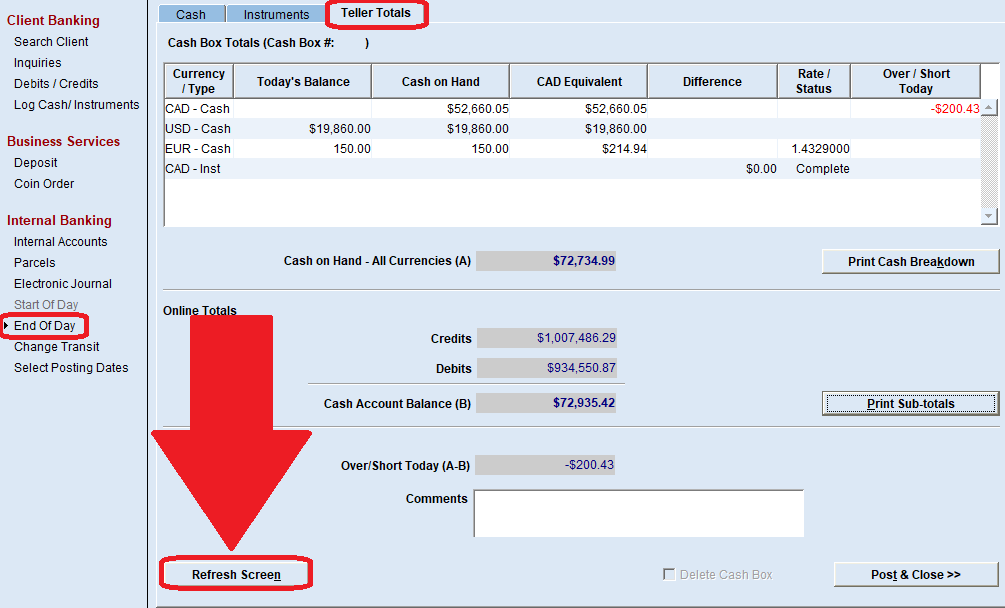 Client Banking
Search Client
Inquiries
Debits / Credits
Log Cash/ Instruments
Business Services
Deposit
Coin Order
Internal Banking
Internal Accounts
Parcels
Electronic Journal
Start Of Day
End Of Day
Change Transit
Select Posting Dates
Cash Instruments Teller Totals
Cash Box Totals (Cash Box #: )
Currency / Type Today's Balance Cash on Hand CAD Equivalent Difference Rate / Status Over / Short Today
CAD - Cash $52,660.05 $52,660.05 -$200.43
USD - Cash $19,860.00 $19,860.00 $19,860.00
EUR - Cash 150.00 150.00 $214.94 1.4329000
CAD - Inst $0.00 Complete
Cash on Hand - All Currencies (A) $72,734.99 Print Cash Breakdown
Online Totals
Credits $1,007,486.29
Debits $934,550.87
Cash Account Balance (B) $72,935.42 Print Sub-totals
Over/Short Today (A-B) -$200.43
Comments
Refresh Screen Delete Cash Box Post & Close >>